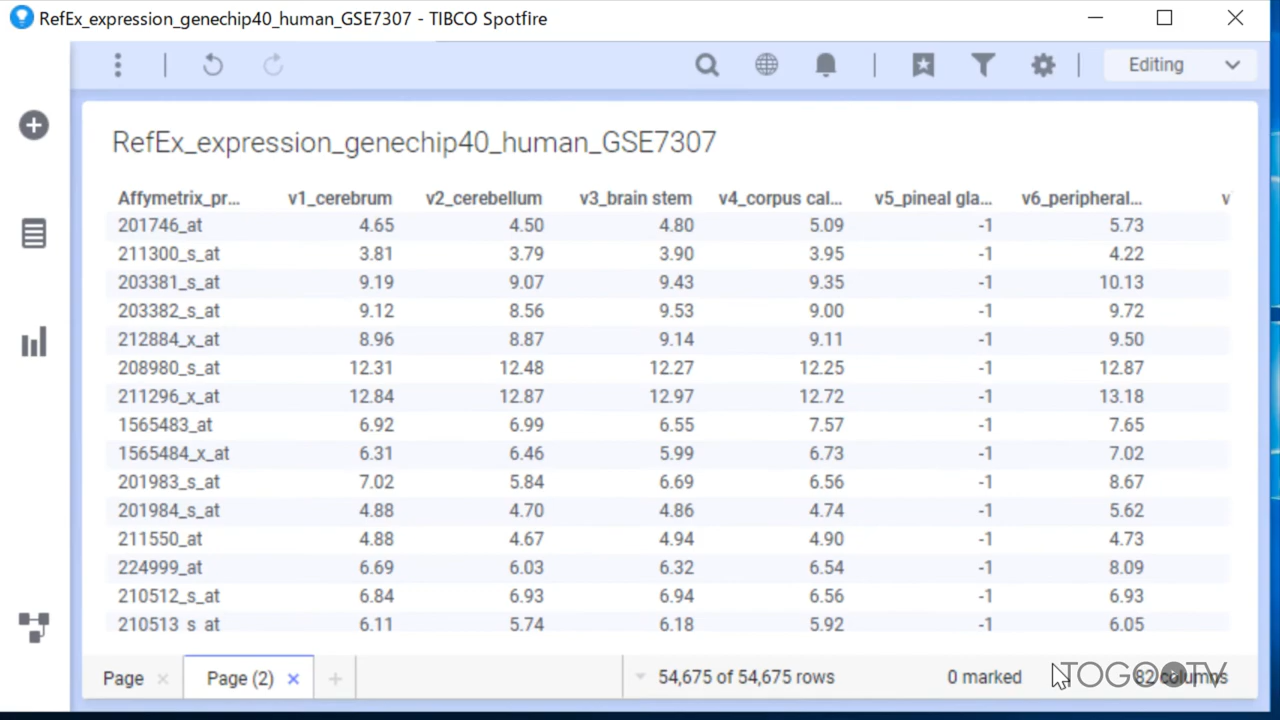 RefEx_expression_genechip40_human_GSE7307 - TIBCO Spotfire
Editing
RefEx_expression_genechip40_human_GSE7307
Affymetrix_pr... v1_cerebrum v2_cerebellum v3_brain stem v4_corpus cal... v5_pineal gla... v6_peripheral... v
201746_at 4.65 4.50 4.80 5.09 -1 5.73
211300_s_at 3.81 3.79 3.90 3.95 -1 4.22
203381_s_at 9.19 9.07 9.43 9.35 -1 10.13
203382_s_at 9.12 8.56 9.53 9.00 -1 9.72
212884_x_at 8.96 8.87 9.14 9.11 -1 9.50
208980_s_at 12.31 12.48 12.27 12.25 -1 12.87
211296_x_at 12.84 12.87 12.97 12.72 -1 13.18
1565483_at 6.92 6.99 6.55 7.57 -1 7.65
1565484_x_at 6.31 6.46 5.99 6.73 -1 7.02
201983_s_at 7.02 5.84 6.69 6.56 -1 8.67
201984_s_at 4.88 4.70 4.86 4.74 -1 5.62
211550_at 4.88 4.67 4.94 4.90 -1 4.73
224999_at 6.69 6.03 6.32 6.54 -1 8.09
210512_s_at 6.84 6.93 6.94 6.56 -1 6.93
210513_s_at 6.11 5.74 6.18 5.92 -1 6.05
Page Page (2) 54,675 of 54,675 rows 0 marked 82 columns
TOGOTV